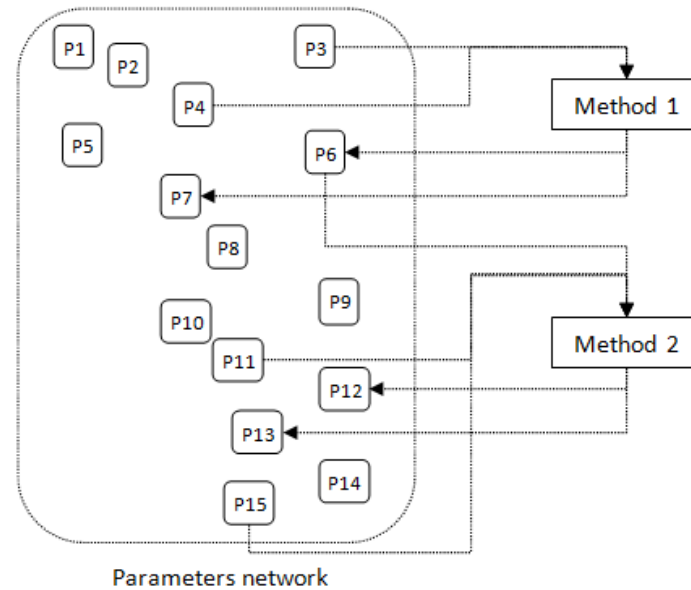 P1
P2
P3
P4
Method 1
P5
P6
P7
P8
P9
P10
Method 2
P11
P12
P13
P14
P15
Parameters network